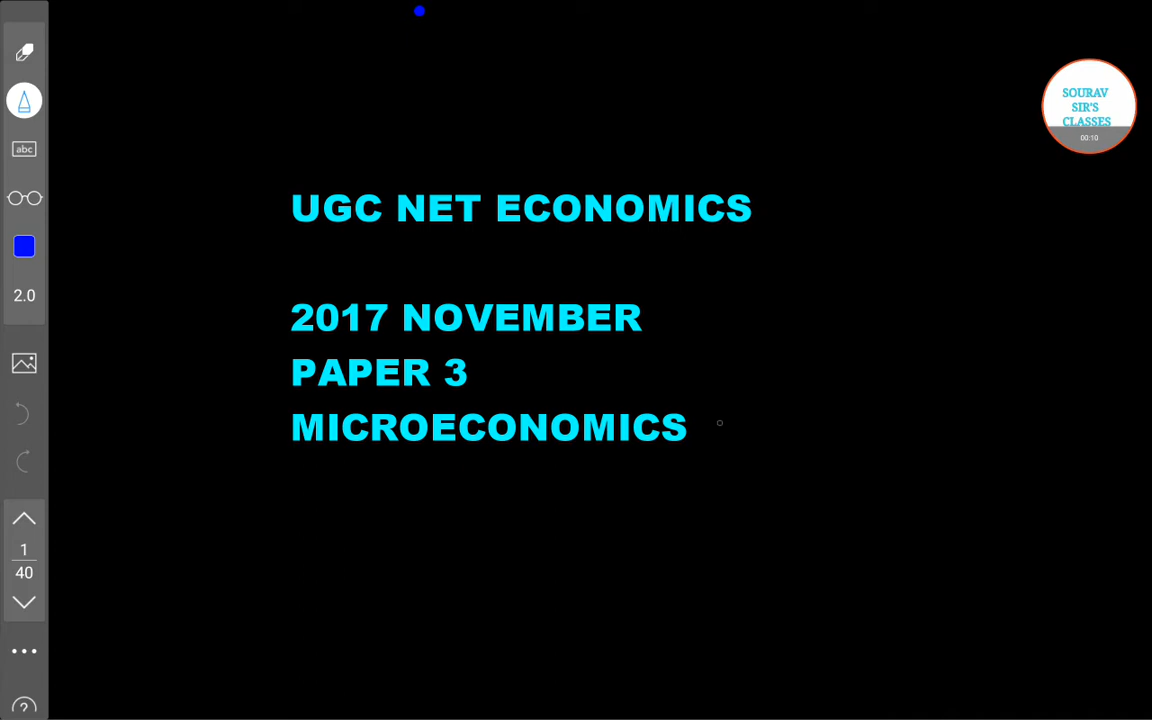 SOURAV
SIR'S
CLASSES
00:10
abc
UGC NET ECONOMICS
2.0
2017 NOVEMBER
PAPER 3
MICROECONOMICS
1
40
?